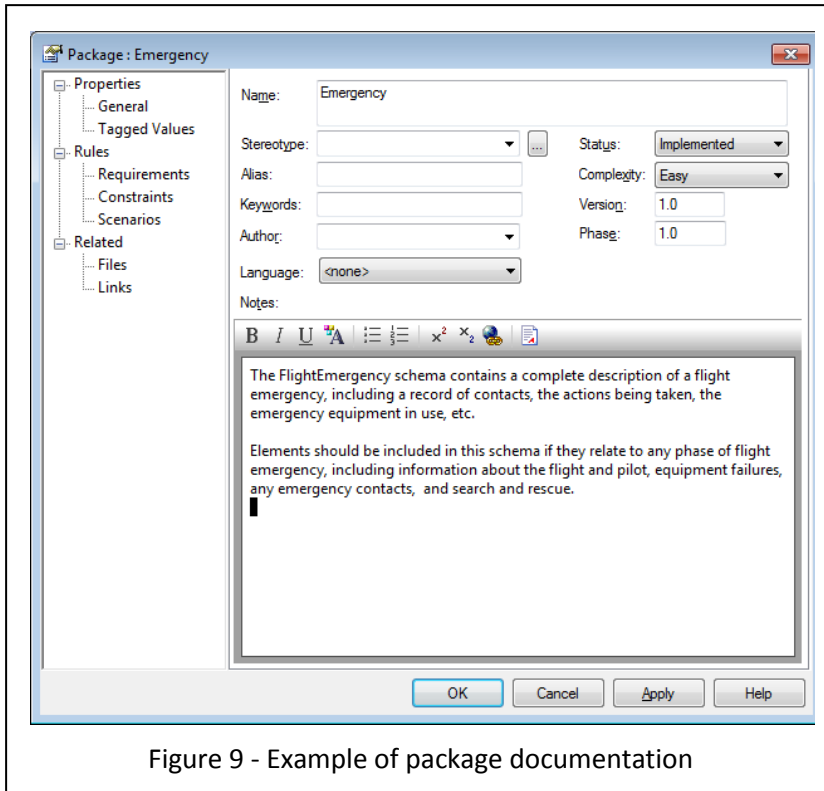 Package : Emergency
Properties
General
Tagged Values
Rules
Requirements
Constraints
Scenarios
Related
Files
Links
Name: Emergency
Stereotype: ... Status: Implemented
Alias: Complexity: Easy
Keywords: Version: 1.0
Author: Phase: 1.0
Language: <none>
Notes:
B I U A x² x₂
The FlightEmergency schema contains a complete description of a flight
emergency, including a record of contacts, the actions being taken, the
emergency equipment in use, etc.
Elements should be included in this schema if they relate to any phase of flight
emergency, including information about the flight and pilot, equipment failures,
any emergency contacts,  and search and rescue.
OK Cancel Apply Help
Figure 9 - Example of package documentation